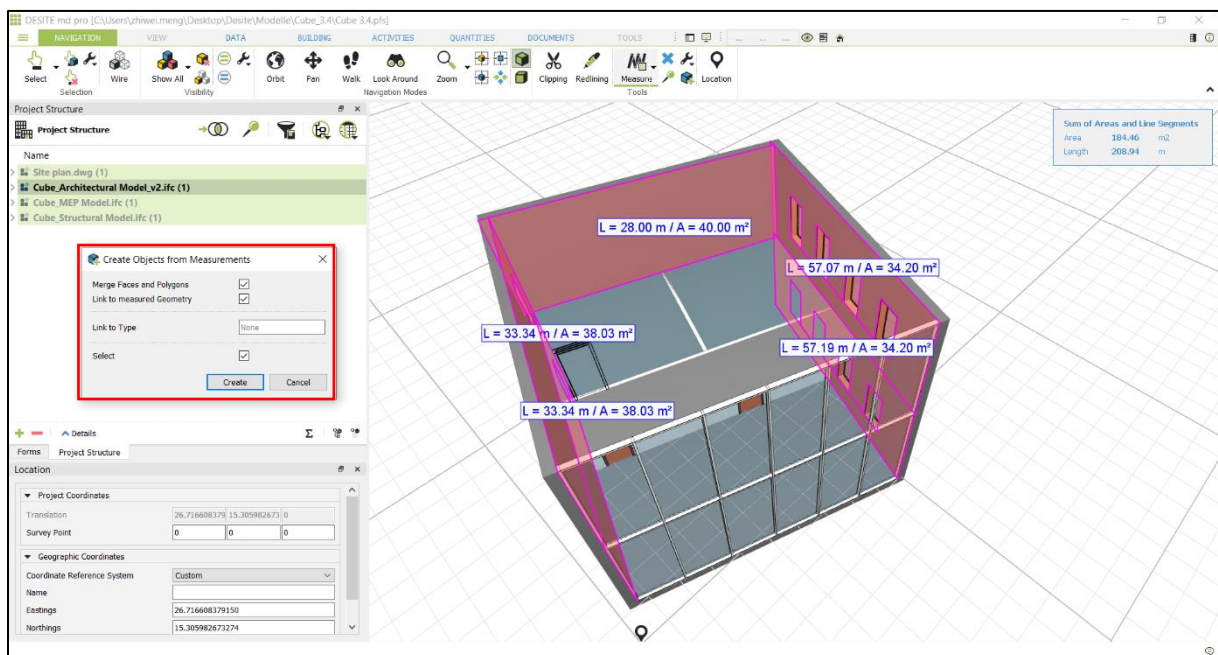 DESITE md pro [C:\Users\zhiwei.meng\Desktop\Desite\Modelle\Cube_3.4\Cube 3.4.pfs]
NAVIGATION VIEW DATA BUILDING ACTIVITIES QUANTITIES DOCUMENTS TOOLS
Select Wire Show All Orbit Pan Walk Look Around Zoom Clipping Redlining Measure Location
Selection Visibility Navigation Modes Tools
Project Structure
Project Structure
Name
Site plan.dwg (1)
Cube_Architectural Model_v2.ifc (1)
Cube_MEP Model.ifc (1)
Cube_Structural Model.ifc (1)
Create Objects from Measurements
Merge Faces and Polygons
Link to measured Geometry
Link to Type None
Select
Create Cancel
Details
Forms Project Structure
Location
Project Coordinates
Translation 26.716608379 15.305982673 0
Survey Point 0 0 0
Geographic Coordinates
Coordinate Reference System Custom
Name
Eastings 26.716608379150
Northings 15.305982673274
Sum of Areas and Line Segments
Area 184.46 m2
Length 208.94 m
L = 28.00 m / A = 40.00 m²
L = 57.07 m / A = 34.20 m²
L = 33.34 m / A = 38.03 m²
L = 57.19 m / A = 34.20 m²
L = 33.34 m / A = 38.03 m²